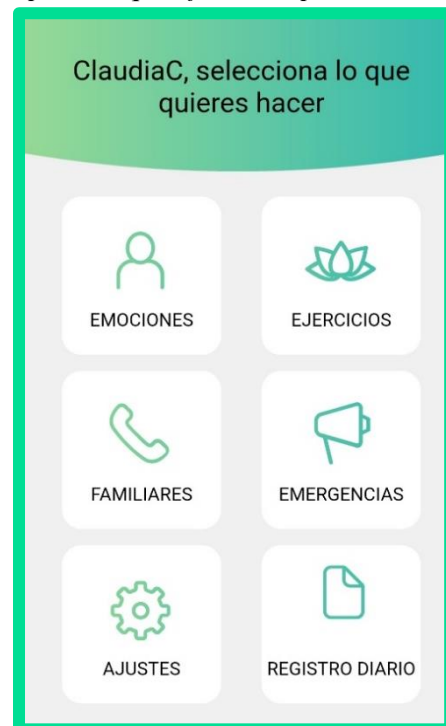 ClaudiaC, selecciona lo que
quieres hacer
EMOCIONES
EJERCICIOS
FAMILIARES
EMERGENCIAS
AJUSTES
REGISTRO DIARIO